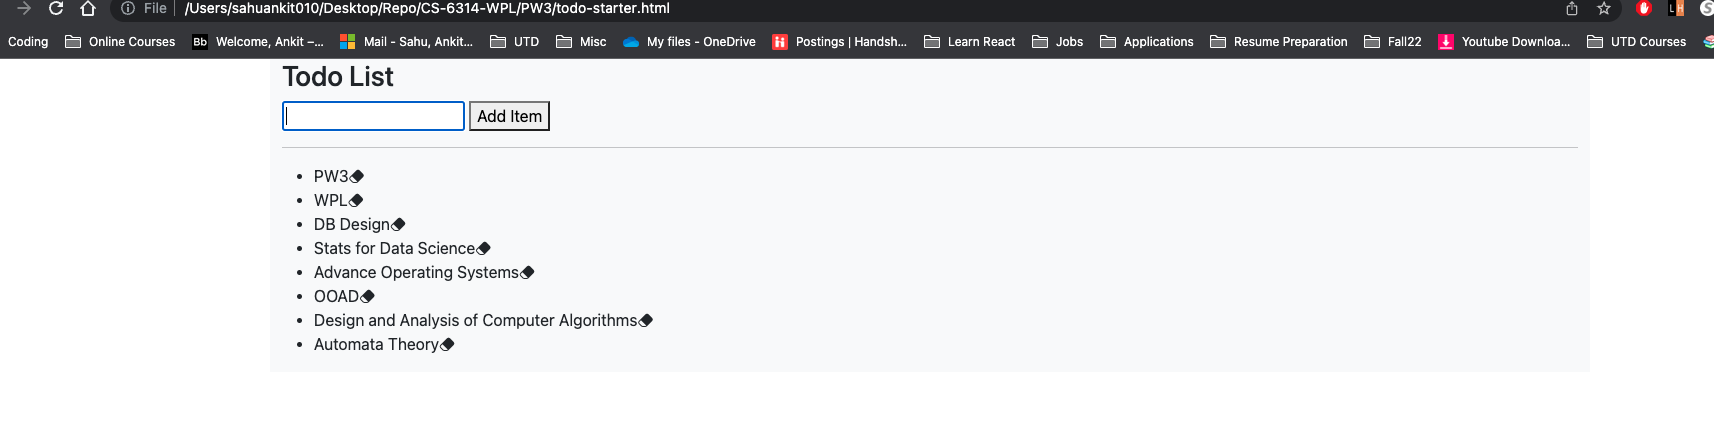 File /Users/sahuankit010/Desktop/Repo/CS-6314-WPL/PW3/todo-starter.html
LH S
Coding Online Courses Bb Welcome, Ankit –... Mail - Sahu, Ankit... UTD Misc My files - OneDrive Postings | Handsh... Learn React Jobs Applications Resume Preparation Fall22 Youtube Downloa... UTD Courses
Todo List
Add Item
PW3
WPL
DB Design
Stats for Data Science
Advance Operating Systems
OOAD
Design and Analysis of Computer Algorithms
Automata Theory